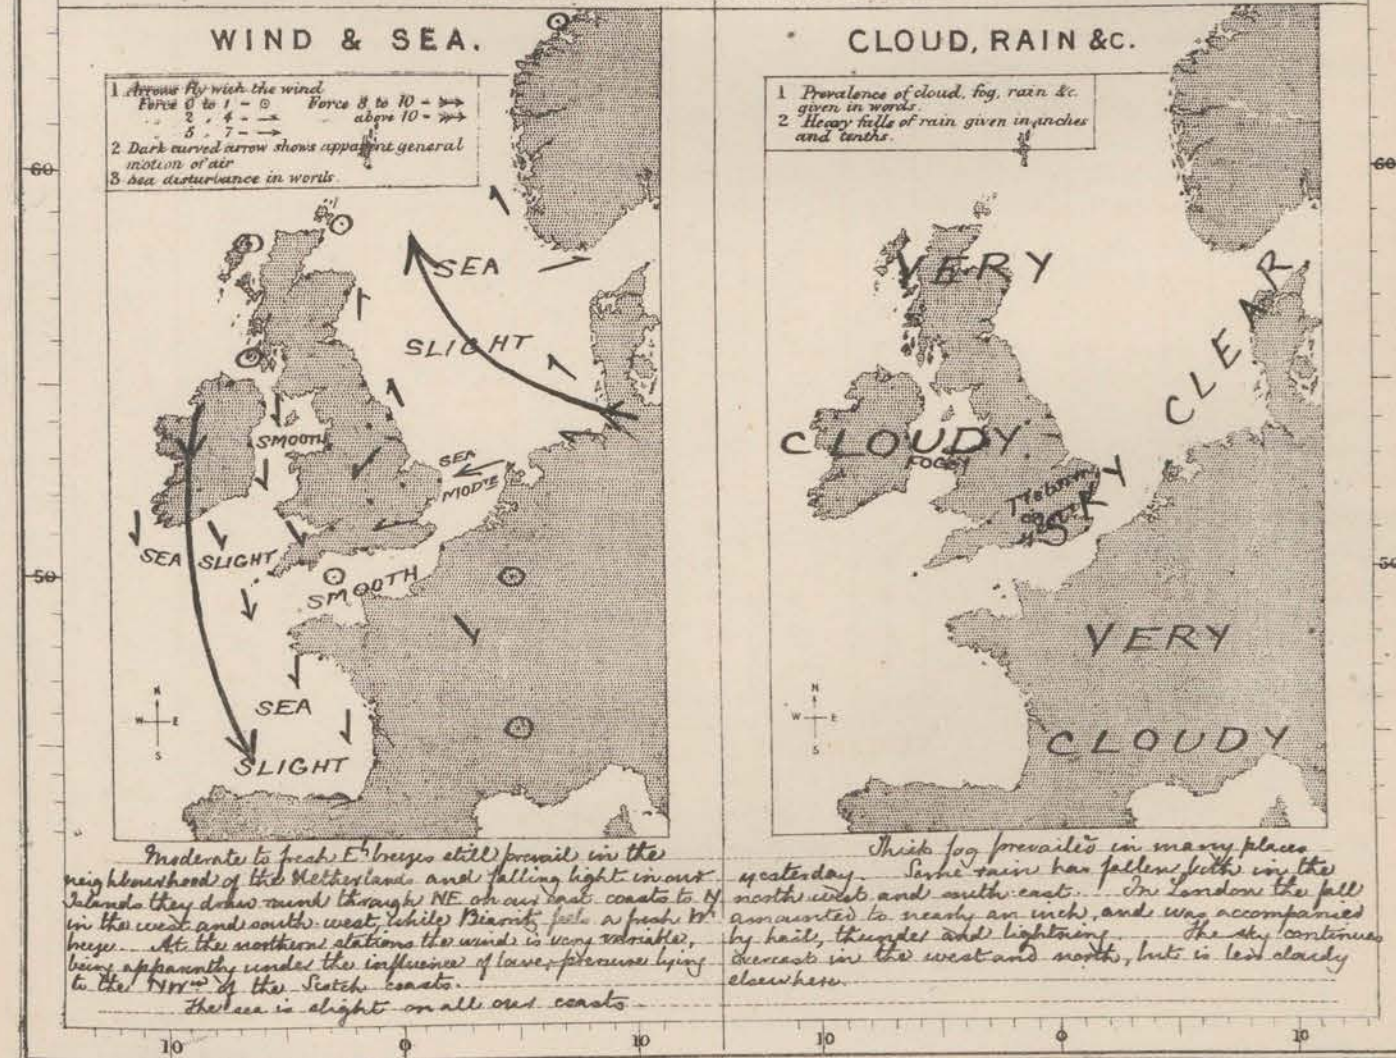 WIND & SEA.
1 Arrows fly with the wind
Force 0 to 1 - ⊙ Force 8 to 10 -
" 2 " 4 - " above 10 -
" 5 " 7 -
2 Dark curved arrow shows apparent general
motion of air
3 Sea disturbance in words.
60
SEA
SLIGHT
SMOOTH
SEA
MOD^TE
SEA SLIGHT
50
SMOOTH
N
W E
S
SEA
SLIGHT
Moderate to fresh E^ly breezes still prevail in the
neighbourhood of the Netherlands and falling light in our
Islands they draw round through NE on our east coasts to N
in the west and south-west, while Biarritz feels a fresh W^ly
breeze. At the northern stations the wind is very variable,
being apparently under the influence of lower pressure lying
to the NW^ward of the Scotch coasts.
The sea is slight on all our coasts.
10 0 10
CLOUD, RAIN &c.
1 Prevalence of cloud, fog, rain &c.
given in words.
2 Heavy falls of rain given in inches
and tenths.
60
VERY
CLEAR
CLOUDY
FOGGY
SKY
50
VERY
N
W E
S
CLOUDY
Thick fog prevailed in many places
yesterday. Some rain has fallen both in the
north west and south east. In London the fall
amounted to nearly an inch, and was accompanied
by hail, thunder and lightning. The sky continues
overcast in the west and north, but is less cloudy
elsewhere.
10 0 10